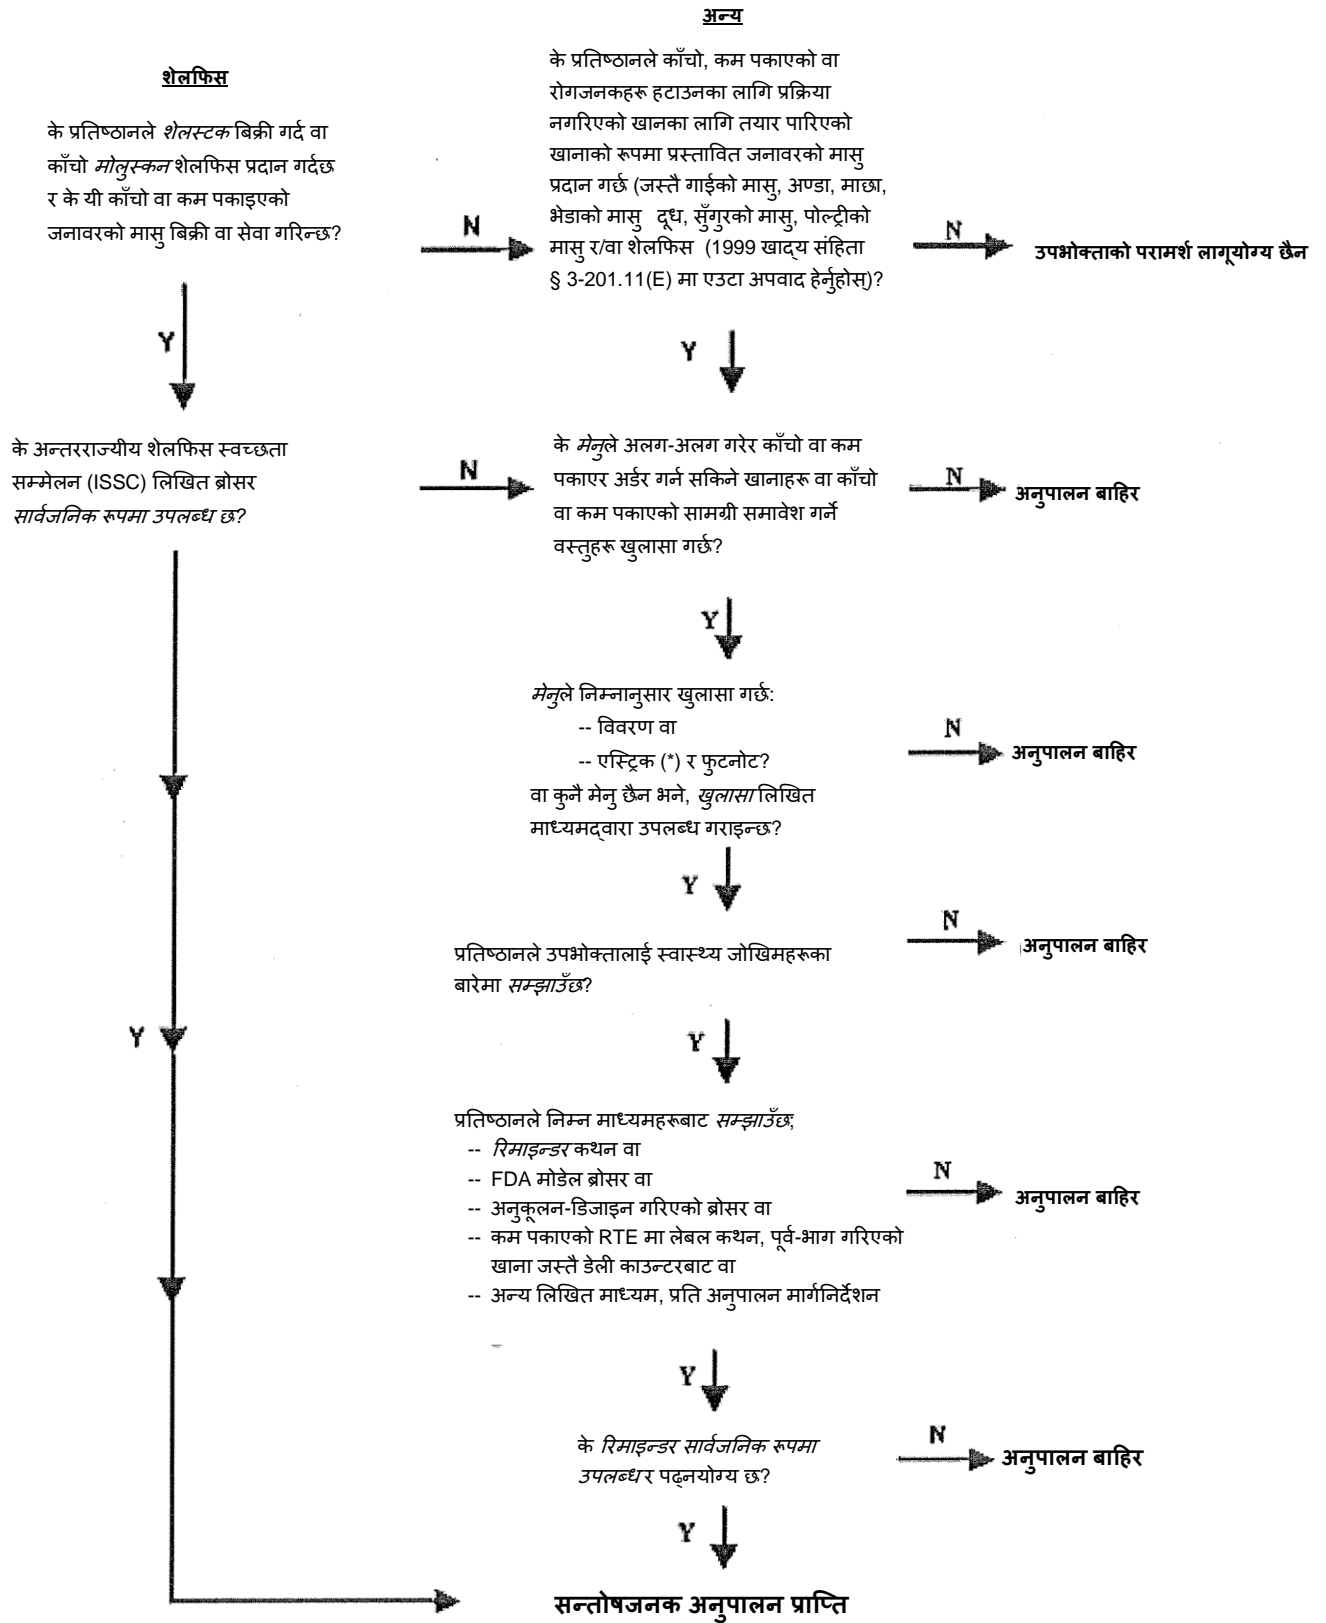 शेलफिस
के प्रतिष्ठानले शेलस्टक बिक्री गर्द वा
काँचो मोलुस्कन शेलफिस प्रदान गर्दछ
र के यी काँचो वा कम पकाइएको
जनावरको मासु बिक्री वा सेवा गरिन्छ?
N
अन्य
के प्रतिष्ठानले काँचो, कम पकाएको वा
रोगजनकहरू हटाउनका लागि प्रक्रिया
नगरिएको खानका लागि तयार पारिएको
खानाको रूपमा प्रस्तावित जनावरको मासु
प्रदान गर्छ (जस्तै गाईको मासु, अण्डा, माछा,
भेडाको मासु दूध, सुँगुरको मासु, पोल्ट्रीको
मासु र/वा शेलफिस (1999 खाद्य संहिता
§ 3-201.11(E) मा एउटा अपवाद हेर्नुहोस्)?
N
उपभोक्ताको परामर्श लागूयोग्य छैन
Y
Y
के अन्तरराज्यीय शेलफिस स्वच्छता
सम्मेलन (ISSC) लिखित ब्रोसर
सार्वजनिक रूपमा उपलब्ध छ?
N
के मेनुले अलग-अलग गरेर काँचो वा कम
पकाएर अर्डर गर्न सकिने खानाहरू वा काँचो
वा कम पकाएको सामग्री समावेश गर्ने
वस्तुहरू खुलासा गर्छ?
N
अनुपालन बाहिर
Y
मेनुले निम्नानुसार खुलासा गर्छ:
-- विवरण वा
-- एस्ट्रिक (*) र फुटनोट?
वा कुनै मेनु छैन भने, खुलासा लिखित
माध्यमद्वारा उपलब्ध गराइन्छ?
N
अनुपालन बाहिर
Y
प्रतिष्ठानले उपभोक्तालाई स्वास्थ्य जोखिमहरूका
बारेमा सम्झाउँछ?
N
अनुपालन बाहिर
Y
Y
प्रतिष्ठानले निम्न माध्यमहरूबाट सम्झाउँछ;
-- रिमाइन्डर कथन वा
-- FDA मोडेल ब्रोसर वा
-- अनुकूलन-डिजाइन गरिएको ब्रोसर वा
-- कम पकाएको RTE मा लेबल कथन, पूर्व-भाग गरिएको
खाना जस्तै डेली काउन्टरबाट वा
-- अन्य लिखित माध्यम, प्रति अनुपालन मार्गनिर्देशन
N
अनुपालन बाहिर
Y
के रिमाइन्डर सार्वजनिक रूपमा
उपलब्ध र पढ्नयोग्य छ?
N
अनुपालन बाहिर
Y
सन्तोषजनक अनुपालन प्राप्ति